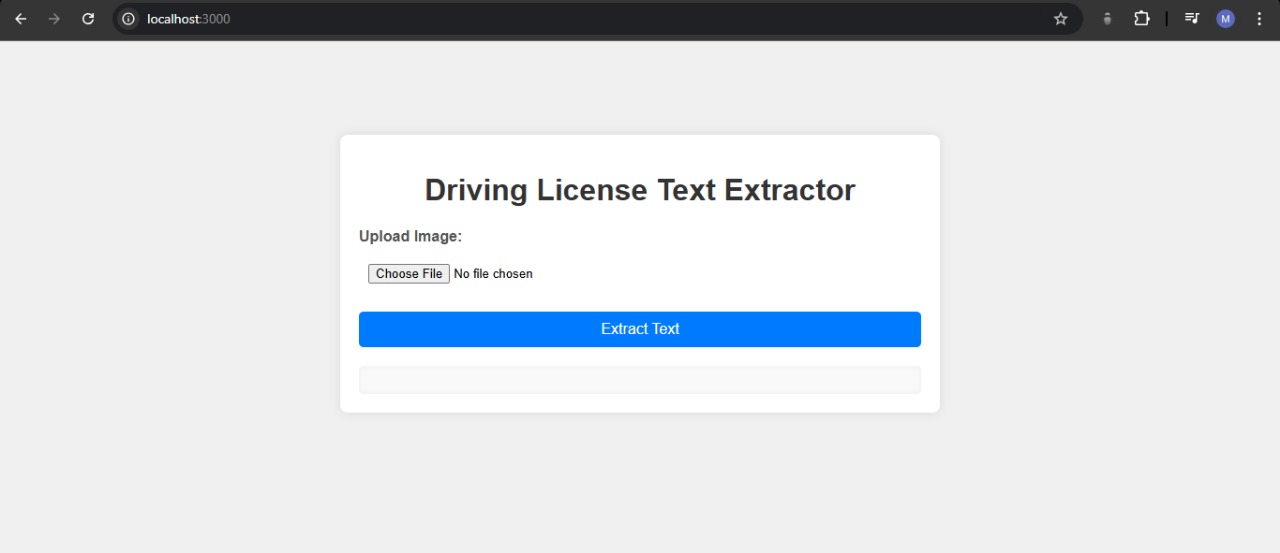 localhost:3000
M
Driving License Text Extractor
Upload Image:
Choose File No file chosen
Extract Text